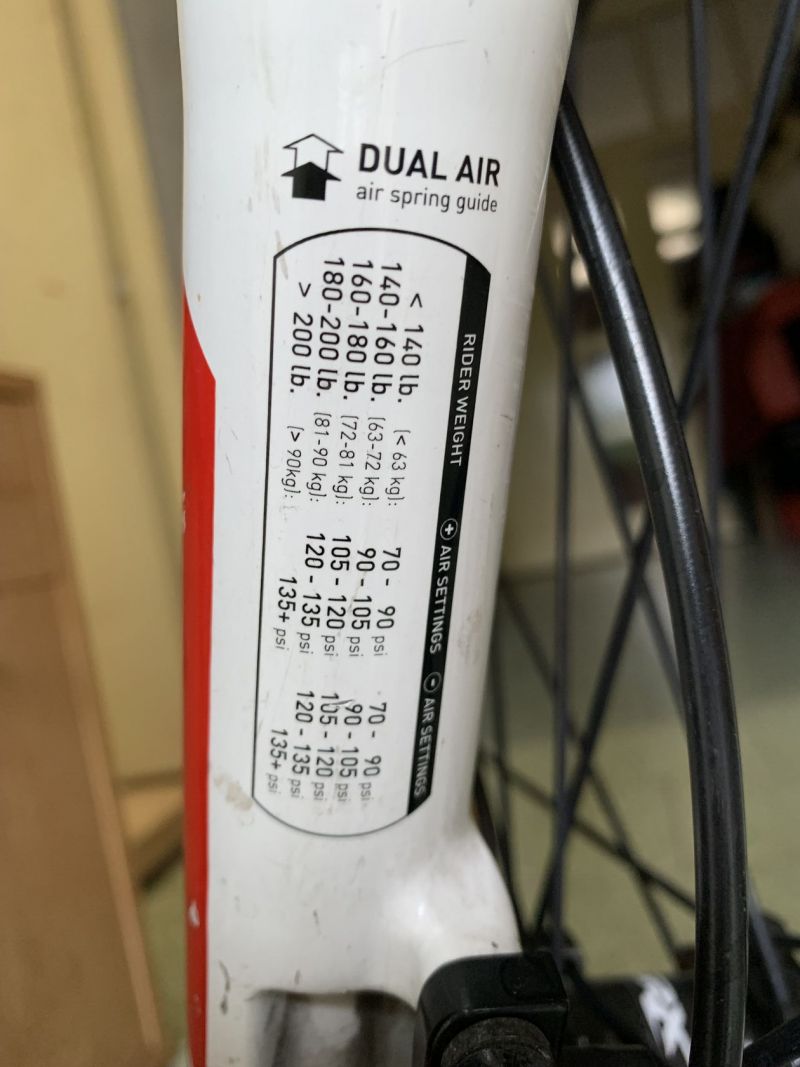 DUAL AIR
air spring guide
RIDER WEIGHT + AIR SETTINGS - AIR SETTINGS
< 140 lb. (< 63 kg): 70 - 90 psi 70 - 90 psi
140-160 lb. (63-72 kg): 90 - 105 psi 90 - 105 psi
160-180 lb. (72-81 kg): 105 - 120 psi 105 - 120 psi
180-200 lb. (81-90 kg): 120 - 135 psi 120 - 135 psi
> 200 lb. (> 90kg): 135+ psi 135+ psi